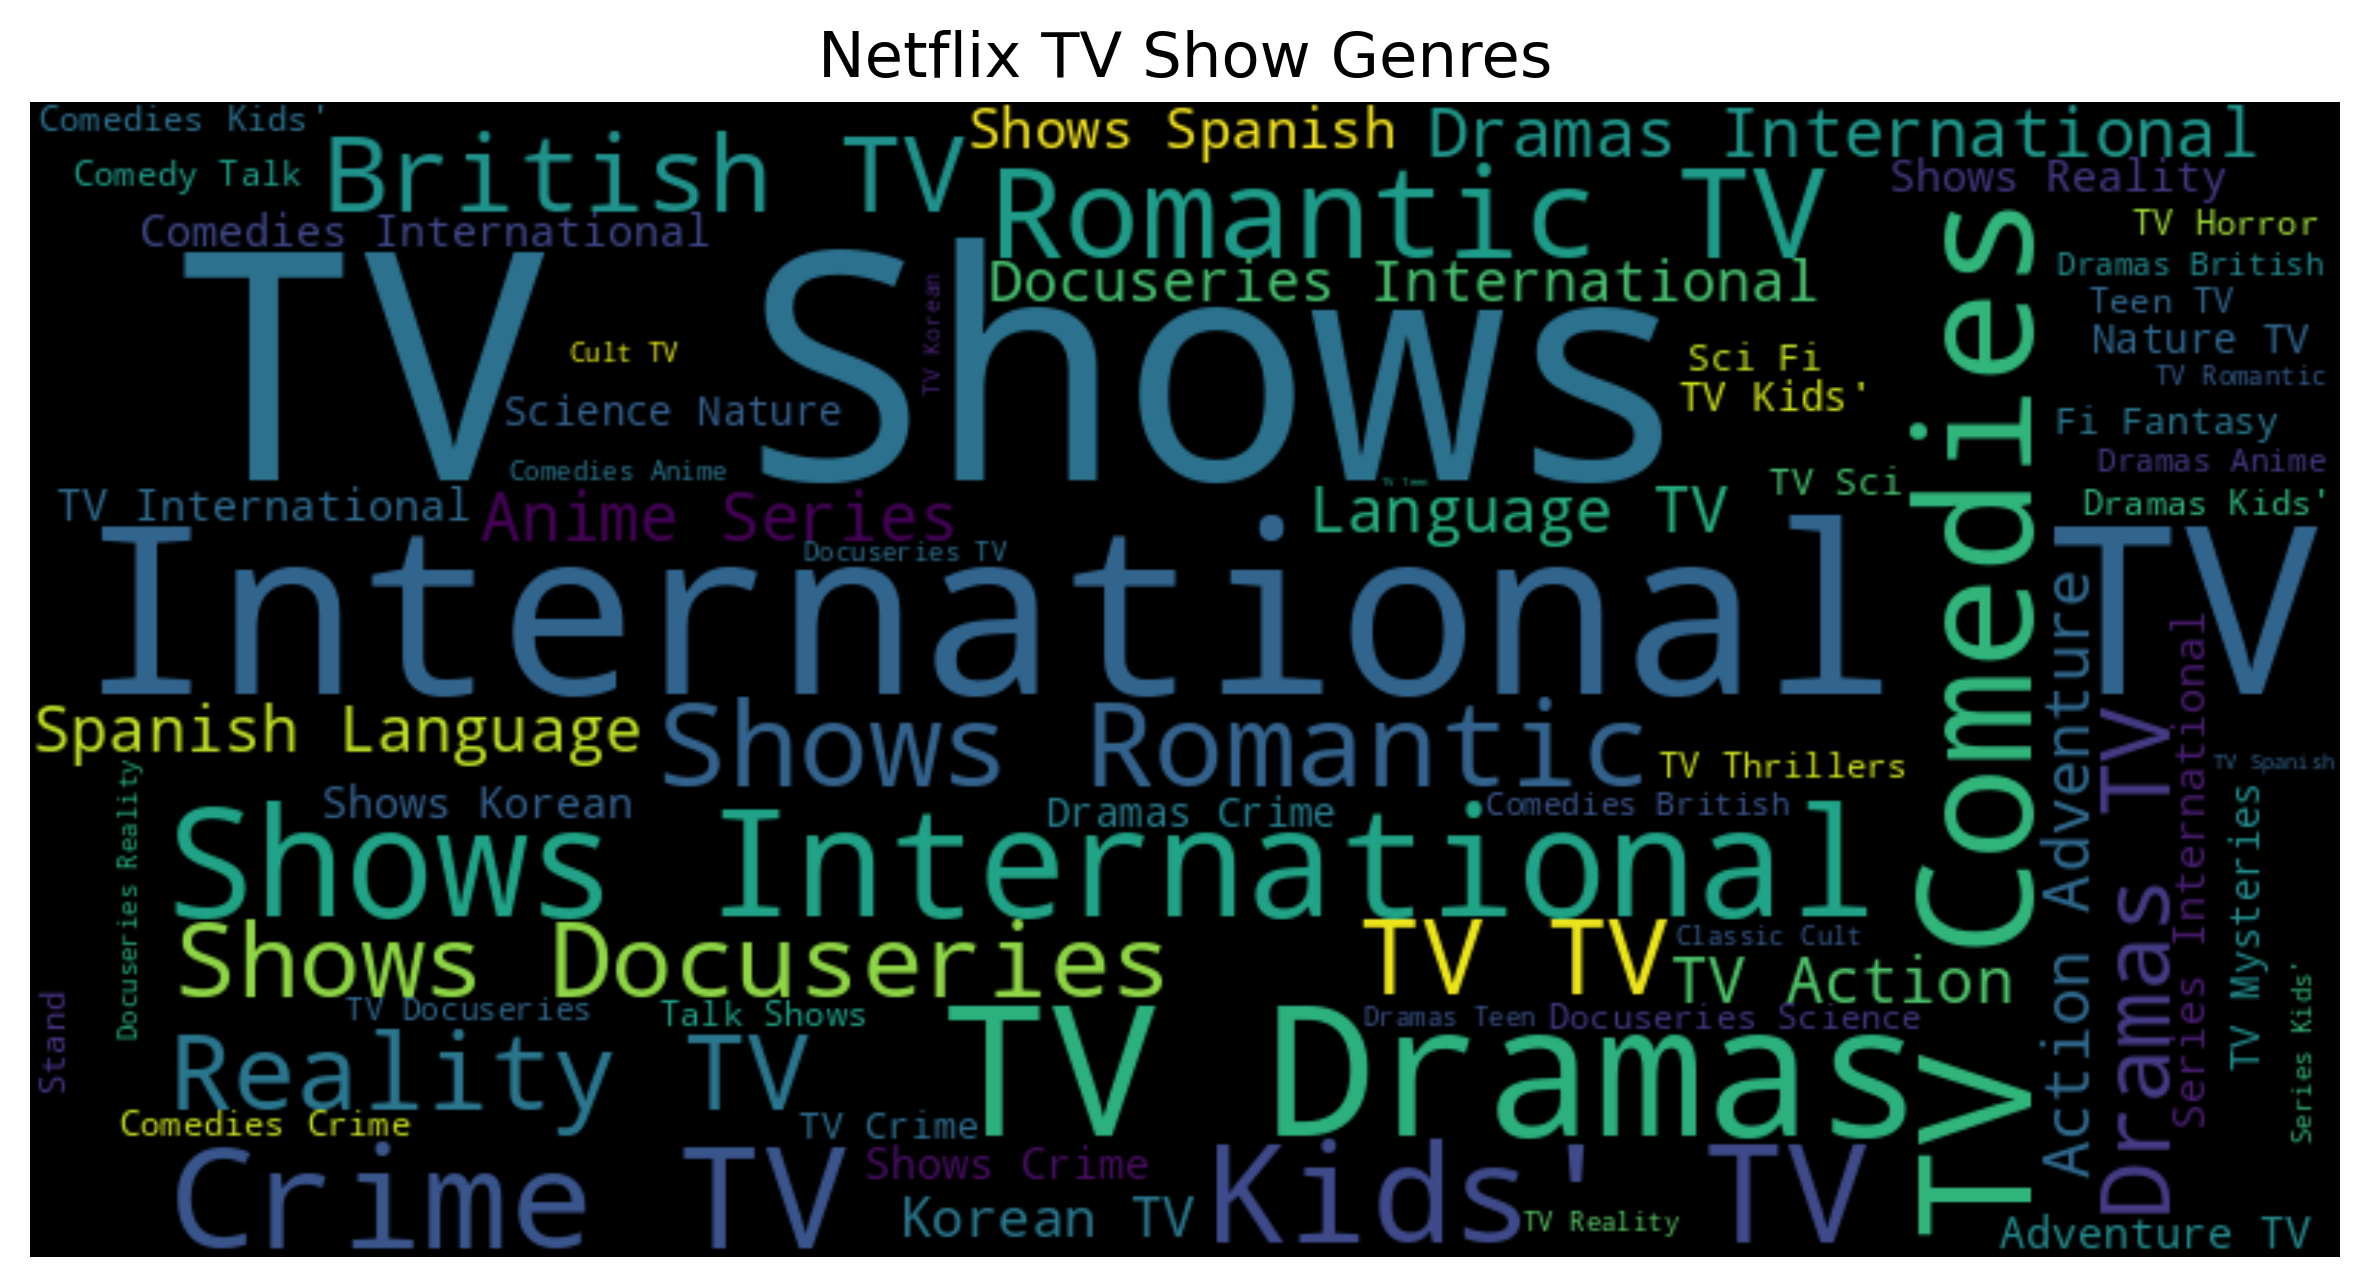 Netflix TV Show Genres
Comedies Kids'
Shows Spanish
Dramas International
Comedy Talk
British TV
Romantic TV
Shows Reality
Comedies International
TV Horror
TV Shows
Docuseries International
Dramas British
Teen TV
TV Korean
Cult TV
Sci Fi
Nature TV
TV Kids'
TV Romantic
Science Nature
Fi Fantasy
Comedies Anime
Dramas Anime
TV Sci
TV International
Anime Series
Language TV
Dramas Kids'
Docuseries TV
International TV
TV Comedies
Action Adventure
Series International
Spanish Language
Shows Romantic
TV Thrillers
Dramas TV
TV Spanish
Docuseries Reality
Shows Korean
Dramas Crime
Comedies British
TV Mysteries
Shows International
Shows Docuseries
TV TV
Classic Cult
TV Action
Stand
TV Docuseries
Talk Shows
TV Dramas
Dramas Teen
Docuseries Science
Series Kids'
Reality TV
Comedies Crime
TV Crime
Crime TV
Shows Crime
Kids' TV
Korean TV
TV Reality
Adventure TV